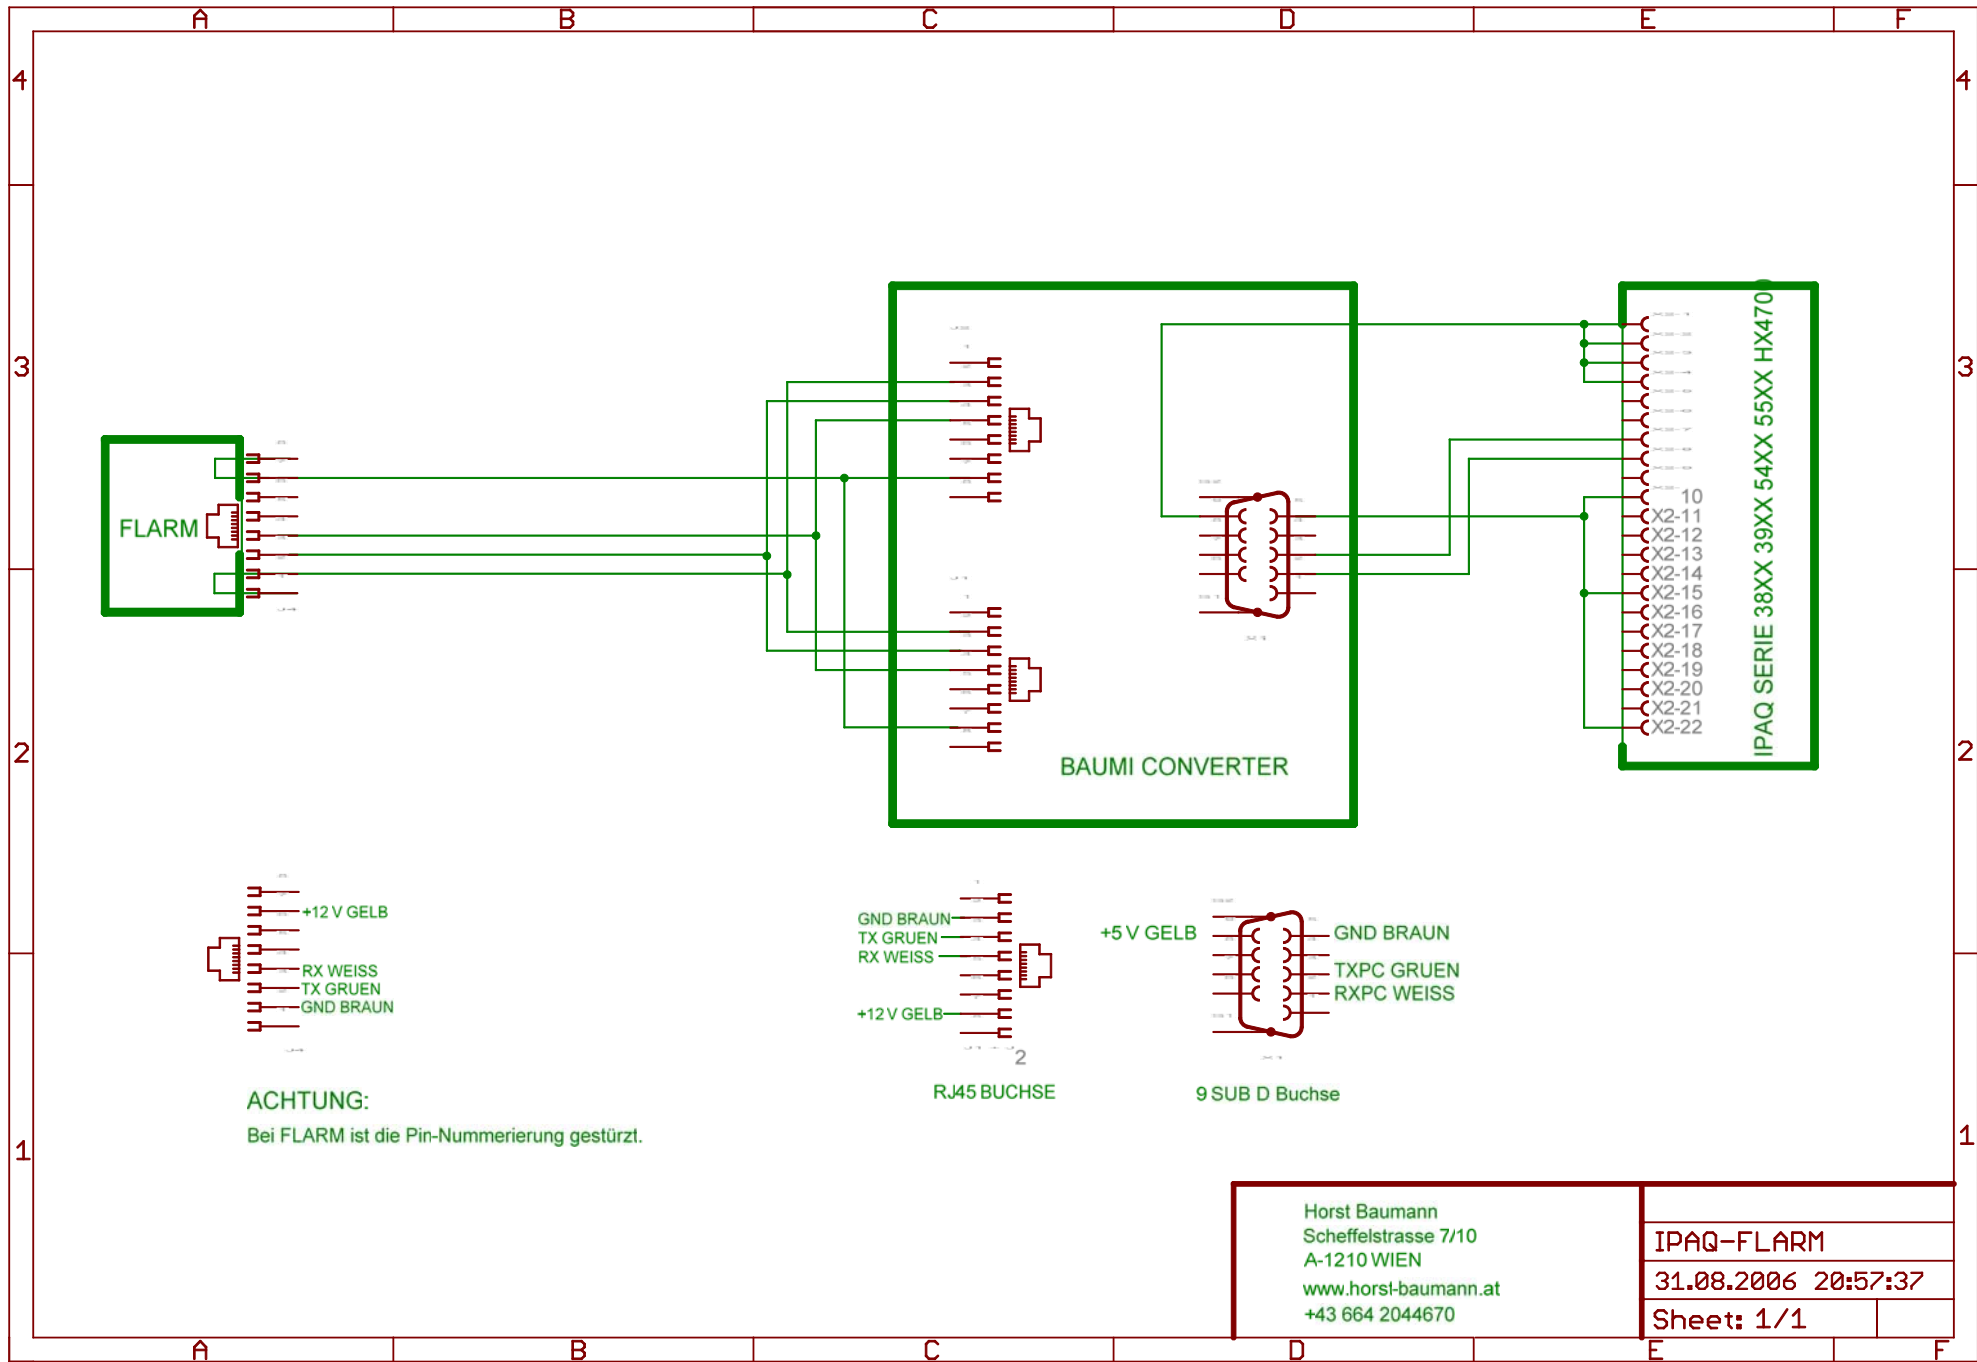 A B C D E F
4 4
3 3
2 2
1 1
FLARM
BAUMI CONVERTER
IPAQ SERIE 38XX 39XX 54XX 55XX HX4700
10
X2-11
X2-12
X2-13
X2-14
X2-15
X2-16
X2-17
X2-18
X2-19
X2-20
X2-21
X2-22
+12 V GELB
RX WEISS
TX GRUEN
GND BRAUN
ACHTUNG:
Bei FLARM ist die Pin-Nummerierung gestürzt.
GND BRAUN
TX GRUEN
RX WEISS
+12 V GELB
2
RJ45 BUCHSE
+5 V GELB
GND BRAUN
TXPC GRUEN
RXPC WEISS
9 SUB D Buchse
Horst Baumann
Scheffelstrasse 7/10
A-1210 WIEN
www.horst-baumann.at
+43 664 2044670
IPAQ-FLARM
31.08.2006 20:57:37
Sheet: 1/1
A B C D E F